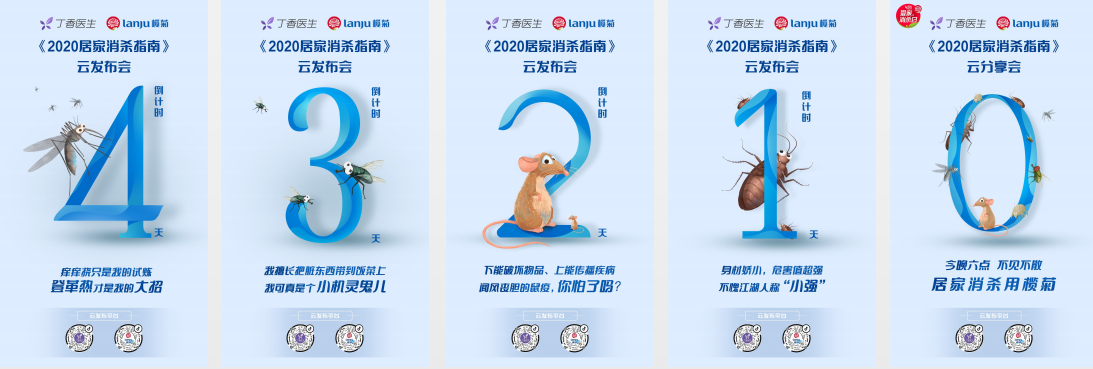 丁香医生 lanju 榄菊
《2020居家消杀指南》
云发布会
4
倒计时
天
痒痒挠只是我的试炼
登革热才是我的大招
云发布平台
丁香医生 lanju 榄菊
《2020居家消杀指南》
云发布会
3
倒计时
天
我擅长把脏东西带到饭菜上
我可真是个小机灵鬼儿
云发布平台
丁香医生 lanju 榄菊
《2020居家消杀指南》
云发布会
2
倒计时
天
下能破坏物品、上能传播疾病
闻风丧胆的鼠疫,你怕了吗?
云发布平台
丁香医生 lanju 榄菊
《2020居家消杀指南》
云发布会
1
倒计时
天
身材娇小,危害值超强
不愧江湖人称“小强”
云发布平台
居家
消杀日
丁香医生 lanju 榄菊
《2020居家消杀指南》
云分享会
0
今晚六点 不见不散
居家消杀用榄菊
云发布平台